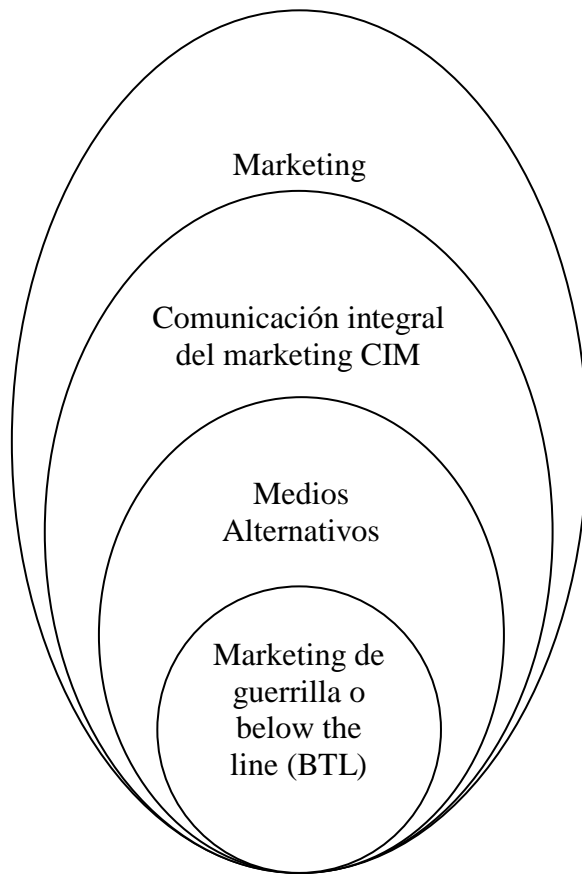 Marketing
Comunicación integral
del marketing CIM
Medios
Alternativos
Marketing de
guerrilla o
below the
line (BTL)